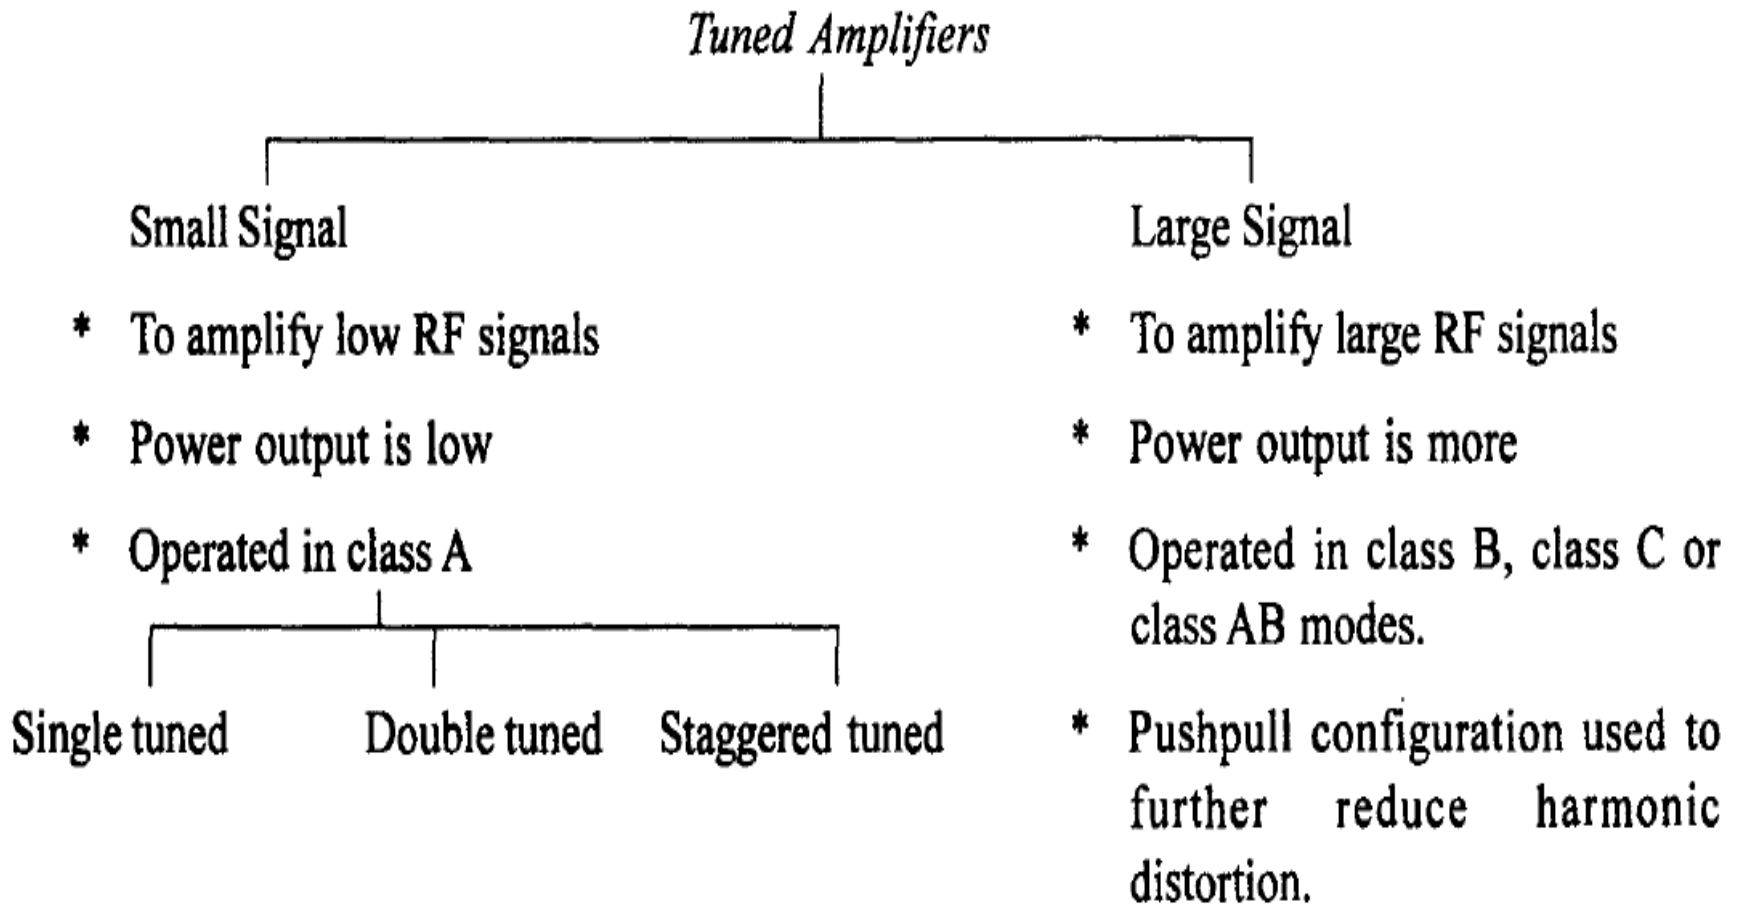 Tuned Amplifiers
Small Signal
* To amplify low RF signals
* Power output is low
* Operated in class A
Single tuned
Double tuned
Staggered tuned
Large Signal
* To amplify large RF signals
* Power output is more
* Operated in class B, class C or
class AB modes.
* Pushpull configuration used to
further reduce harmonic
distortion.